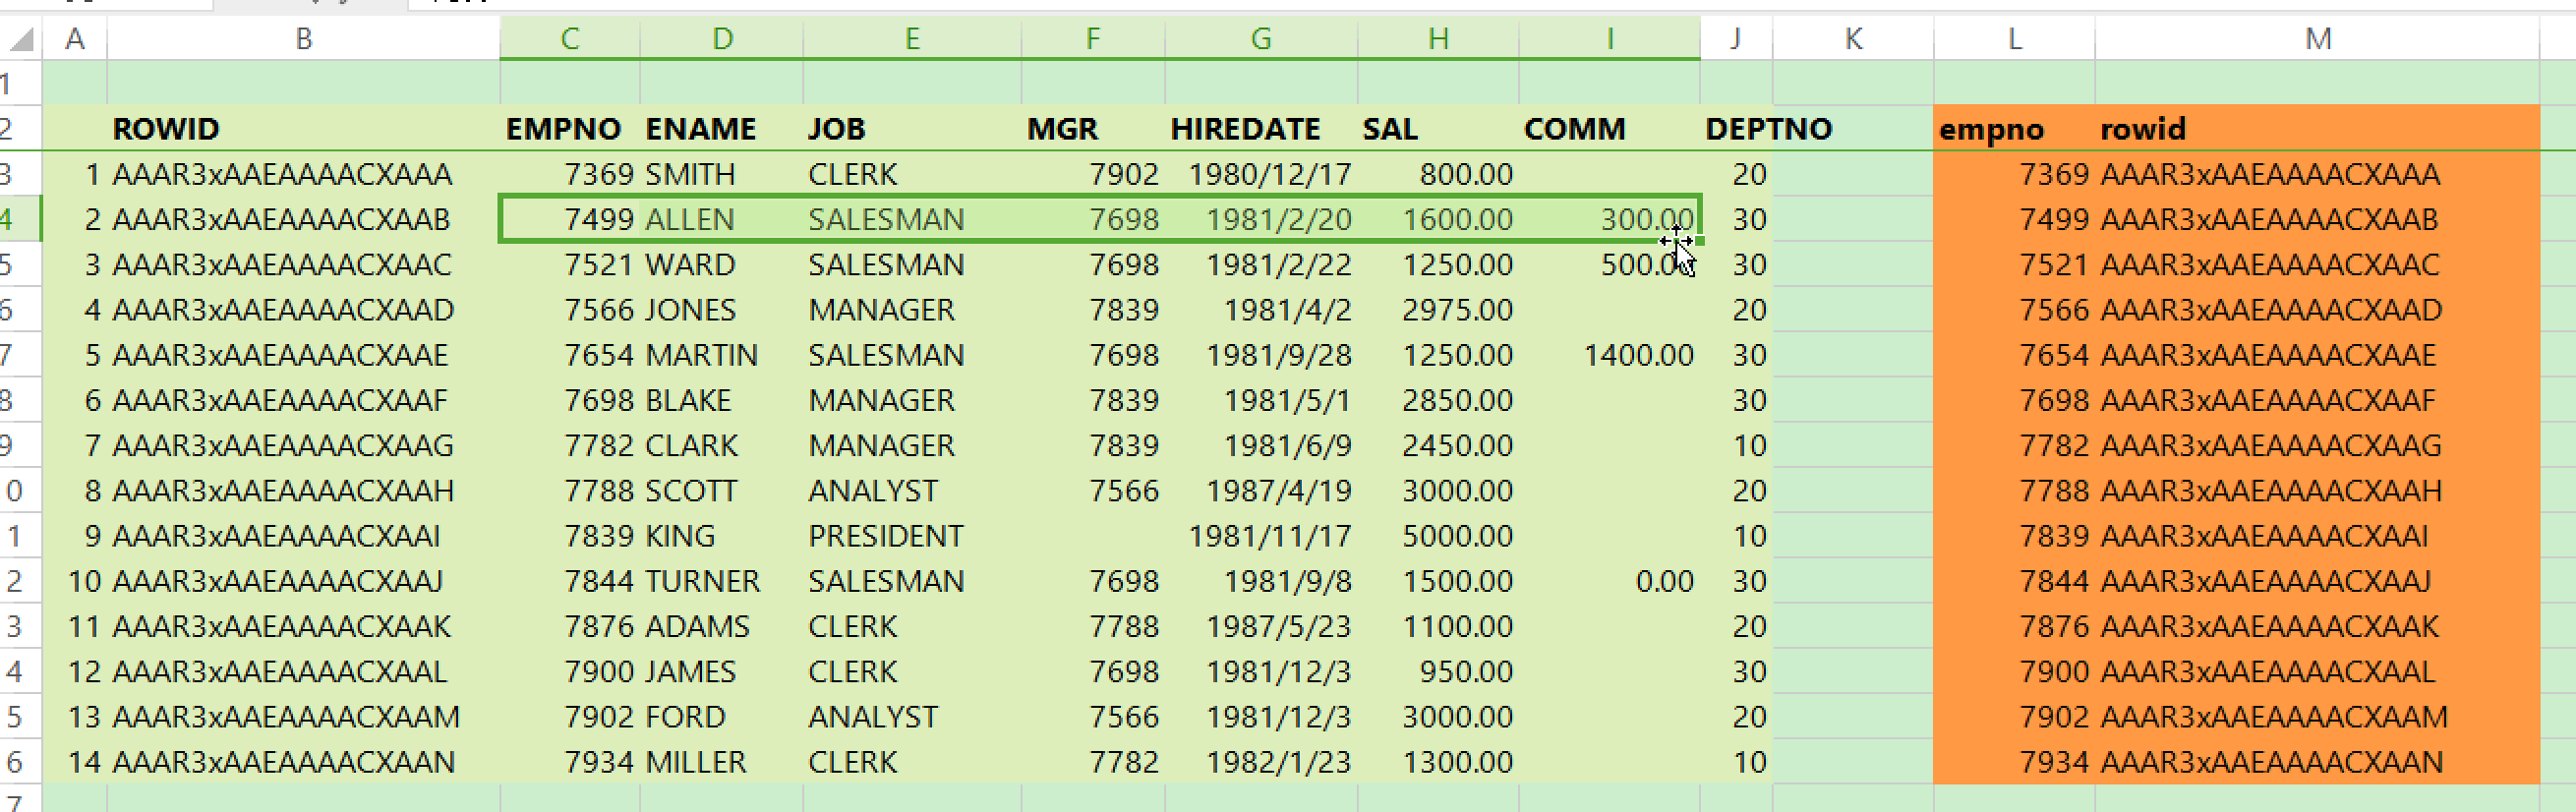 A B C D E F G H I J K L M
1
2 ROWID EMPNO ENAME JOB MGR HIREDATE SAL COMM DEPTNO empno rowid
3 1 AAAR3xAAEAAAACXAAA 7369 SMITH CLERK 7902 1980/12/17 800.00 20 7369 AAAR3xAAEAAAACXAAA
4 2 AAAR3xAAEAAAACXAAB 7499 ALLEN SALESMAN 7698 1981/2/20 1600.00 300.00 30 7499 AAAR3xAAEAAAACXAAB
5 3 AAAR3xAAEAAAACXAAC 7521 WARD SALESMAN 7698 1981/2/22 1250.00 500.00 30 7521 AAAR3xAAEAAAACXAAC
6 4 AAAR3xAAEAAAACXAAD 7566 JONES MANAGER 7839 1981/4/2 2975.00 20 7566 AAAR3xAAEAAAACXAAD
7 5 AAAR3xAAEAAAACXAAE 7654 MARTIN SALESMAN 7698 1981/9/28 1250.00 1400.00 30 7654 AAAR3xAAEAAAACXAAE
8 6 AAAR3xAAEAAAACXAAF 7698 BLAKE MANAGER 7839 1981/5/1 2850.00 30 7698 AAAR3xAAEAAAACXAAF
9 7 AAAR3xAAEAAAACXAAG 7782 CLARK MANAGER 7839 1981/6/9 2450.00 10 7782 AAAR3xAAEAAAACXAAG
0 8 AAAR3xAAEAAAACXAAH 7788 SCOTT ANALYST 7566 1987/4/19 3000.00 20 7788 AAAR3xAAEAAAACXAAH
1 9 AAAR3xAAEAAAACXAAI 7839 KING PRESIDENT 1981/11/17 5000.00 10 7839 AAAR3xAAEAAAACXAAI
2 10 AAAR3xAAEAAAACXAAJ 7844 TURNER SALESMAN 7698 1981/9/8 1500.00 0.00 30 7844 AAAR3xAAEAAAACXAAJ
3 11 AAAR3xAAEAAAACXAAK 7876 ADAMS CLERK 7788 1987/5/23 1100.00 20 7876 AAAR3xAAEAAAACXAAK
4 12 AAAR3xAAEAAAACXAAL 7900 JAMES CLERK 7698 1981/12/3 950.00 30 7900 AAAR3xAAEAAAACXAAL
5 13 AAAR3xAAEAAAACXAAM 7902 FORD ANALYST 7566 1981/12/3 3000.00 20 7902 AAAR3xAAEAAAACXAAM
6 14 AAAR3xAAEAAAACXAAN 7934 MILLER CLERK 7782 1982/1/23 1300.00 10 7934 AAAR3xAAEAAAACXAAN
7